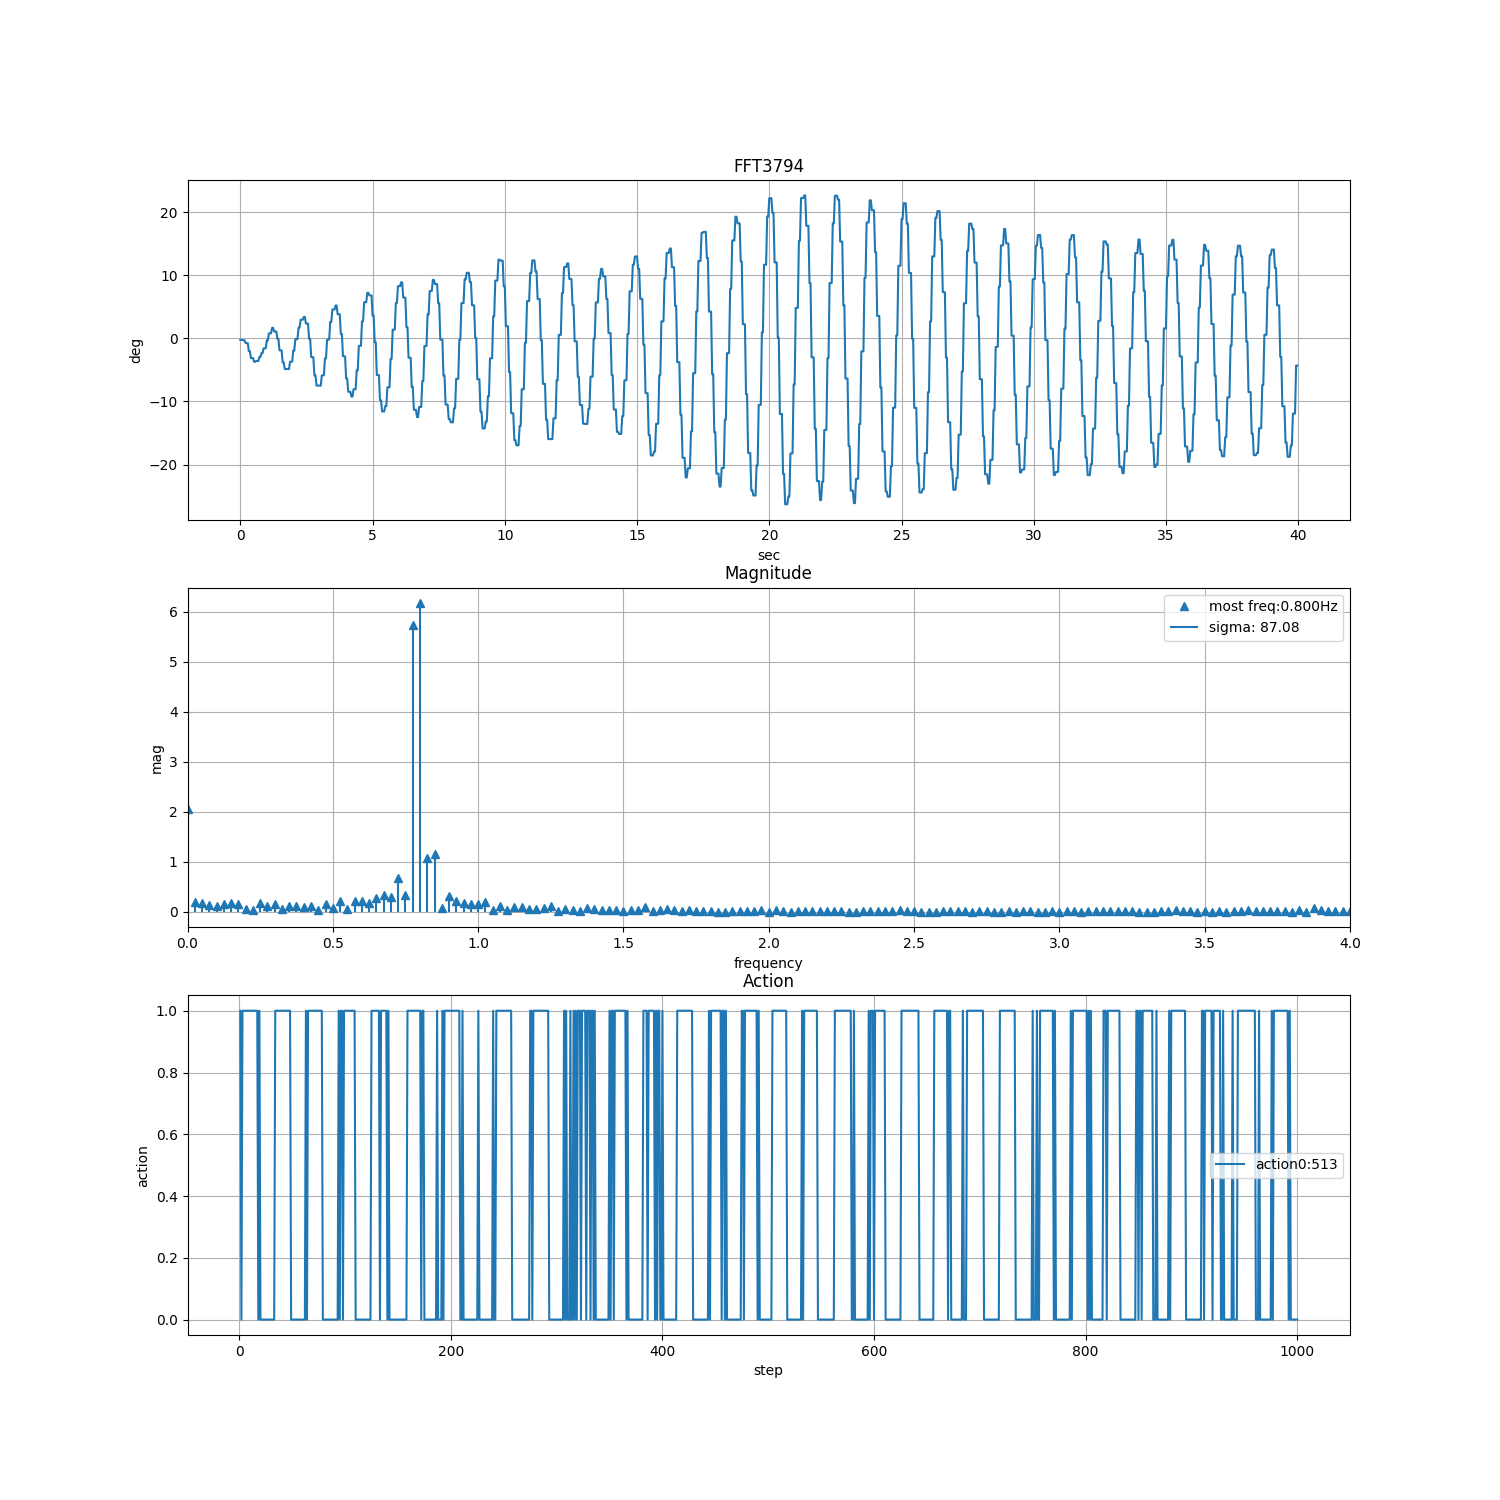 FFT3794
20
10
0
−10
−20
deg
0 5 10 15 20 25 30 35 40
sec
Magnitude
6
5
4
3
2
1
0
mag
most freq:0.800Hz
sigma: 87.08
0.0 0.5 1.0 1.5 2.0 2.5 3.0 3.5 4.0
frequency
Action
1.0
0.8
0.6
0.4
0.2
0.0
action
action0:513
0 200 400 600 800 1000
step